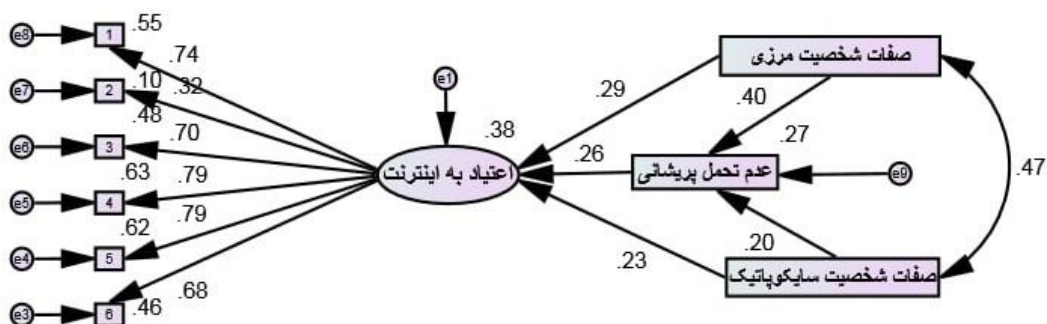 e8
.55
1
.74
e7
.10
.32
2
.48
e6
.70
3
.63
.79
e5
4
.62
.79
e4
5
.46
.68
e3
6
e1
.38
اعتیاد به اینترنت
.29
.26
.23
صفات شخصیت مرزی
.40
.27
عدم تحمل پریشانی
e9
.47
.20
صفات شخصیت سایکوپاتیک